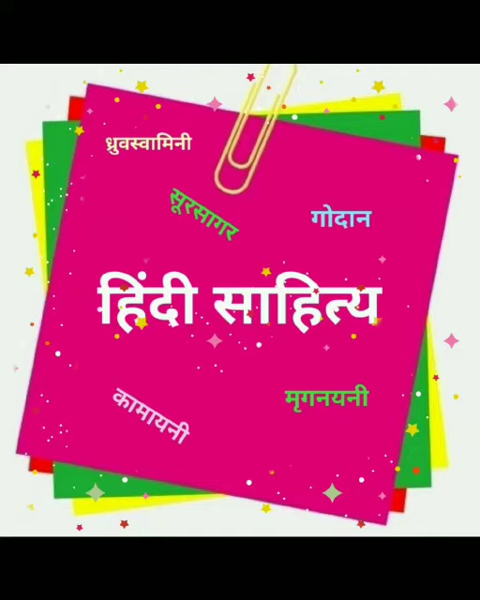 ध्रुवस्वामिनी
सूरसागर
गोदान
हिंदी साहित्य
कामायनी
मृगनयनी